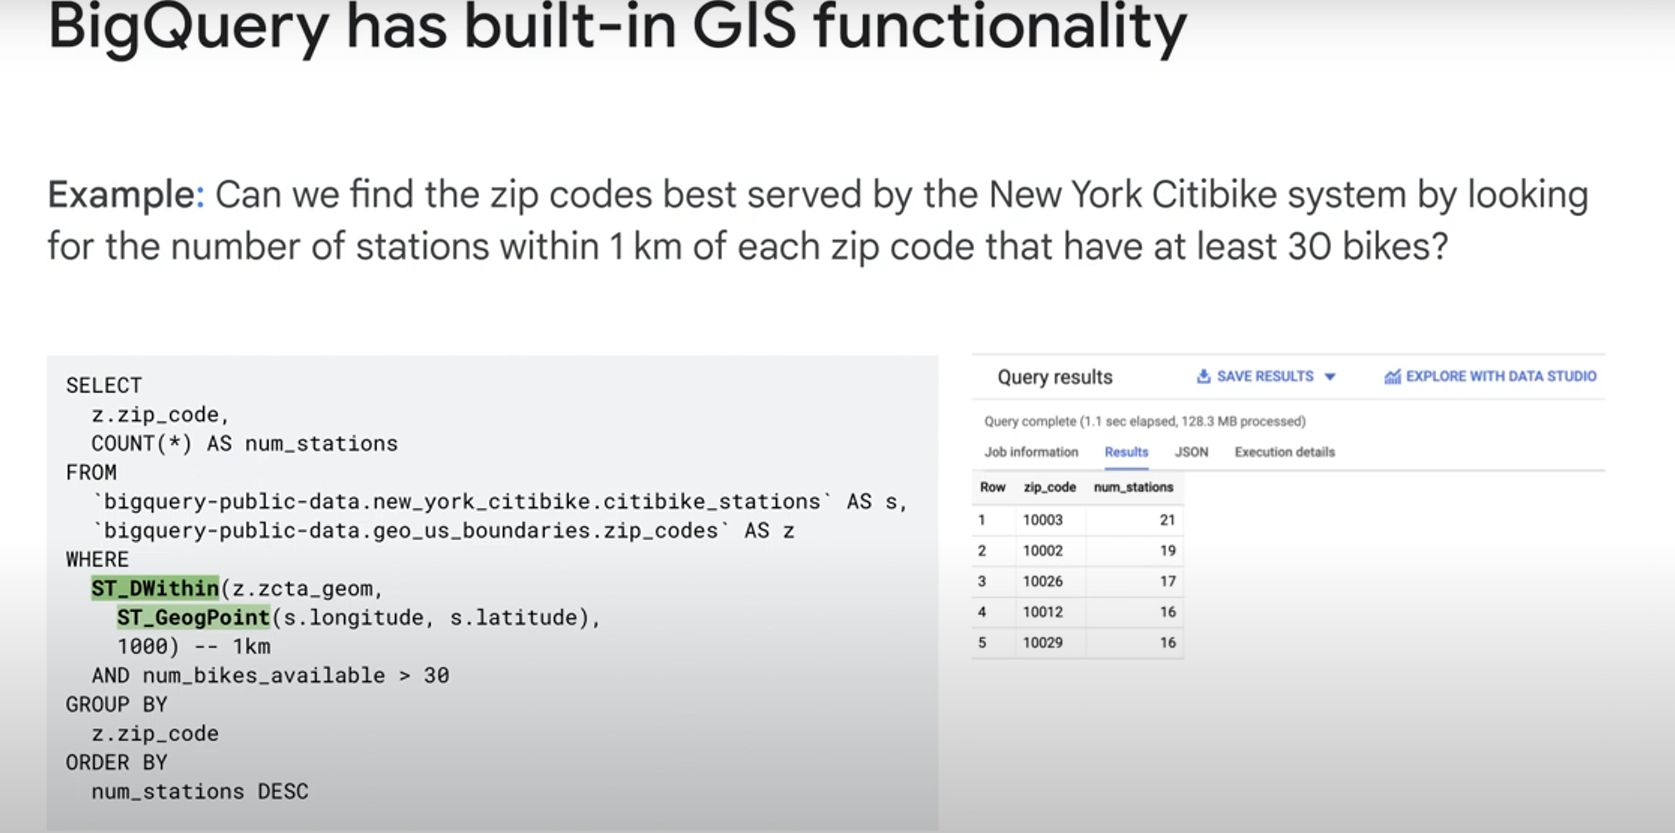 BigQuery has built-in GIS functionality
Example: Can we find the zip codes best served by the New York Citibike system by looking
for the number of stations within 1 km of each zip code that have at least 30 bikes?
SELECT
z.zip_code,
COUNT(*) AS num_stations
FROM
`bigquery-public-data.new_york_citibike.citibike_stations` AS s,
`bigquery-public-data.geo_us_boundaries.zip_codes` AS z
WHERE
ST_DWithin(z.zcta_geom,
ST_GeogPoint(s.longitude, s.latitude),
1000) -- 1km
AND num_bikes_available > 30
GROUP BY
z.zip_code
ORDER BY
num_stations DESC
Query results SAVE RESULTS EXPLORE WITH DATA STUDIO
Query complete (1.1 sec elapsed, 128.3 MB processed)
Job information Results JSON Execution details
Row zip_code num_stations
1 10003 21
2 10002 19
3 10026 17
4 10012 16
5 10029 16